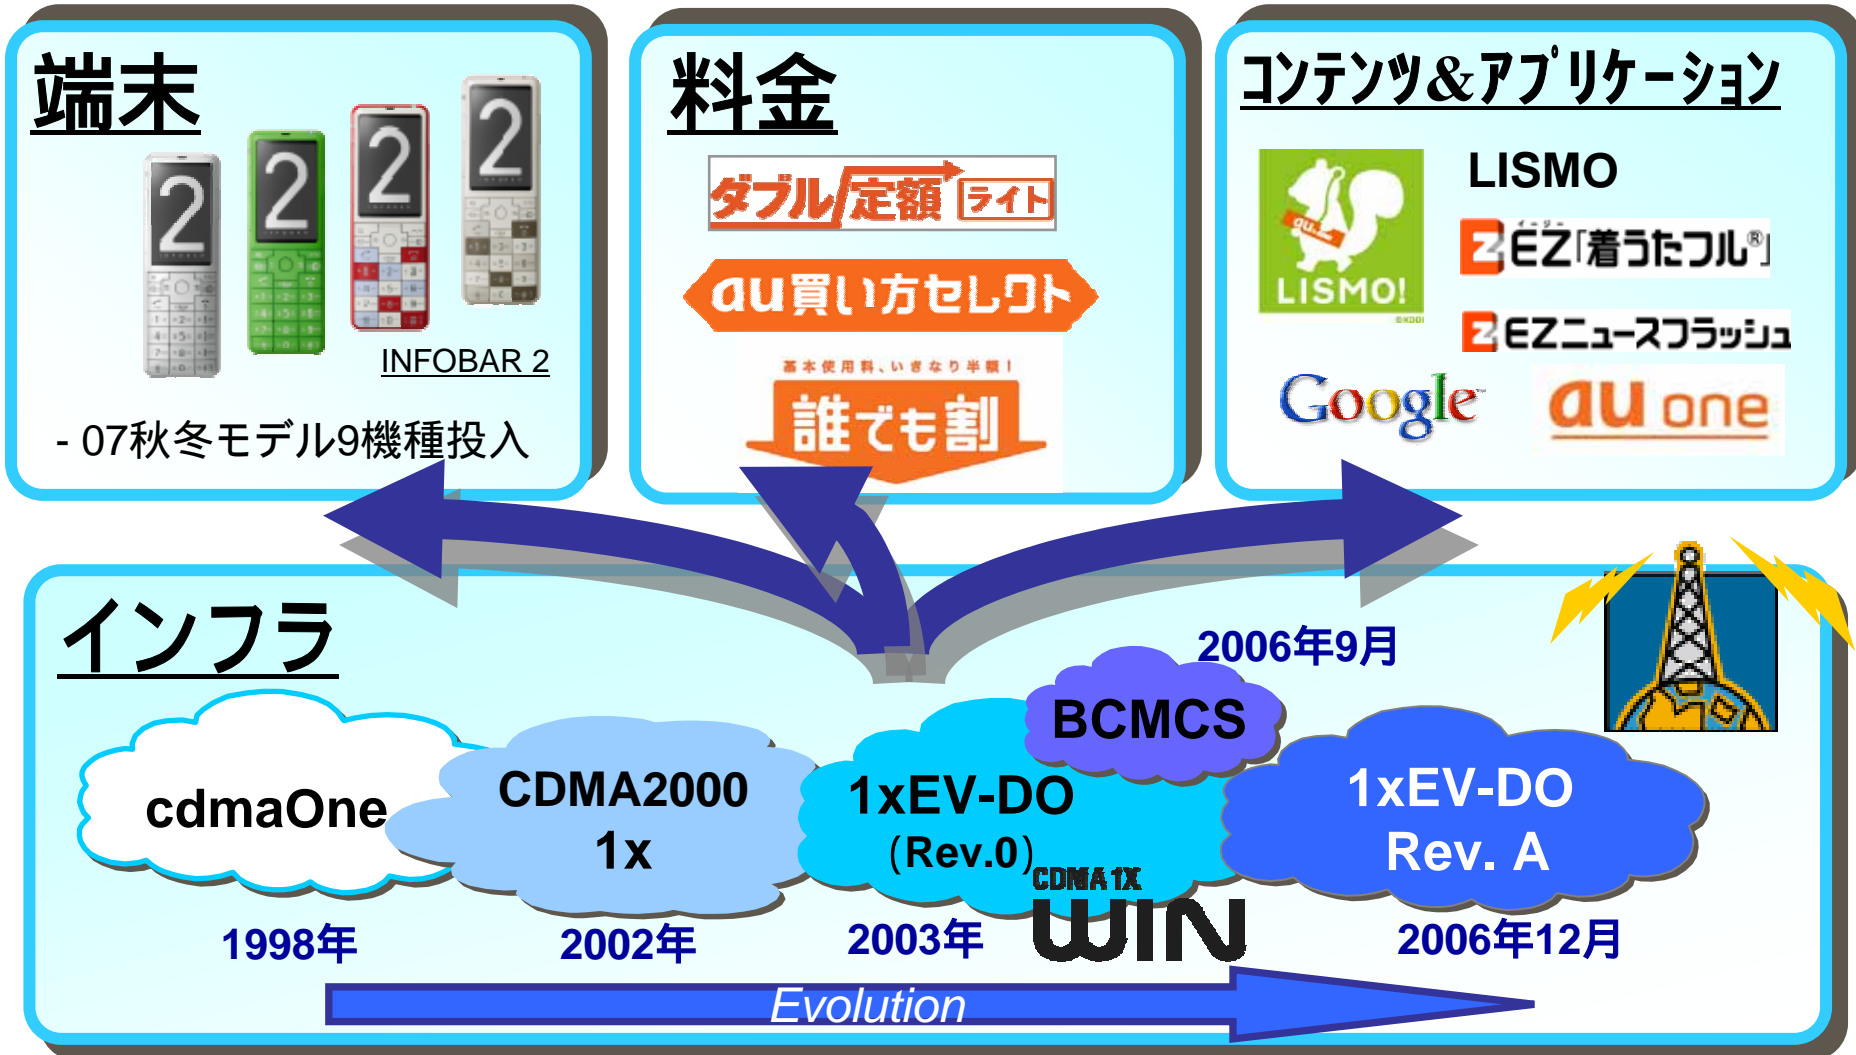 端末
2
2
2
2
INFOBAR 2
- 07秋冬モデル9機種投入
料金
ダブル定額 ライト
au買い方セレクト
基本使用料、いきなり半額！
誰でも割
コンテンツ&アプリケーション
au
LISMO!
©KDDI
LISMO
イージー
EZ「着うたフル®」
EZニュースフラッシュ
Google™
au one
インフラ
2006年9月
BCMCS
cdmaOne
CDMA2000
1x
1xEV-DO
(Rev.0)
CDMA 1X
WIN
1xEV-DO
Rev. A
1998年
2002年
2003年
2006年12月
Evolution